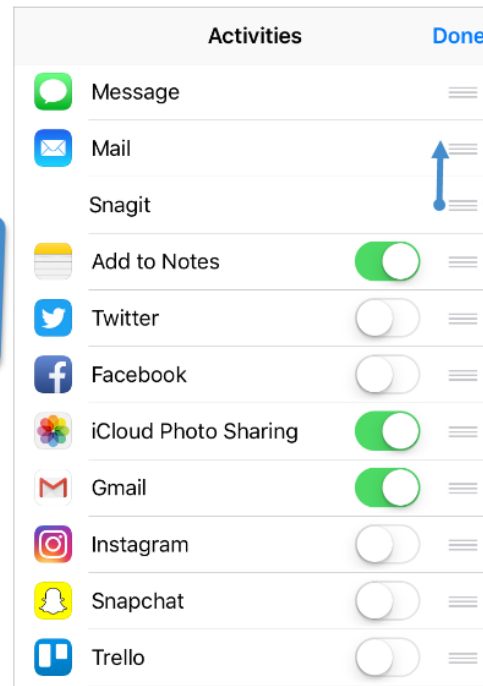 Activities
Done
Message
Mail
Snagit
Add to Notes
Twitter
Facebook
iCloud Photo Sharing
Gmail
Instagram
Snapchat
Trello